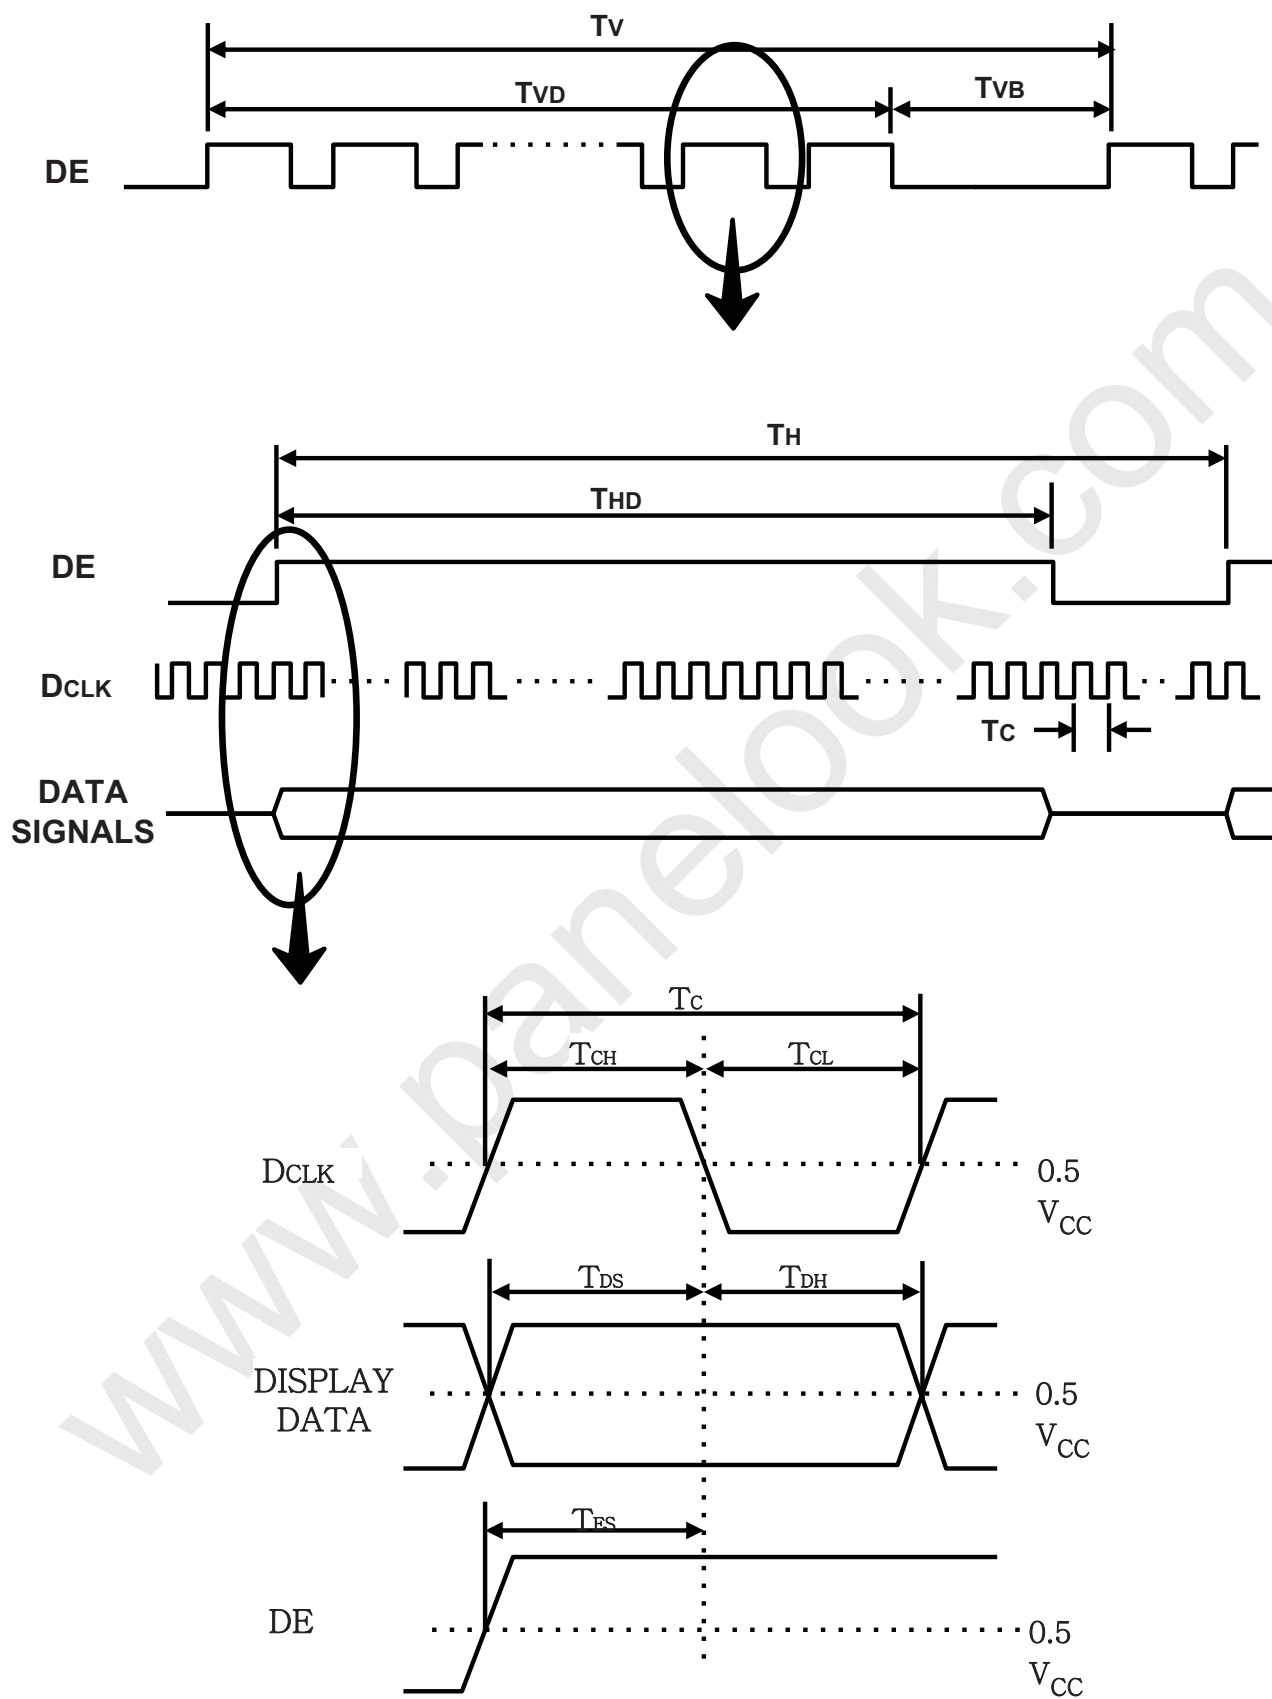 TV
TVD
TVB
DE
TH
THD
DE
DCLK
TC
DATA
SIGNALS
TC
TCH
TCL
DCLK
0.5
VCC
TDS
TDH
DISPLAY
DATA
0.5
VCC
TES
DE
0.5
VCC
www.panelook.com